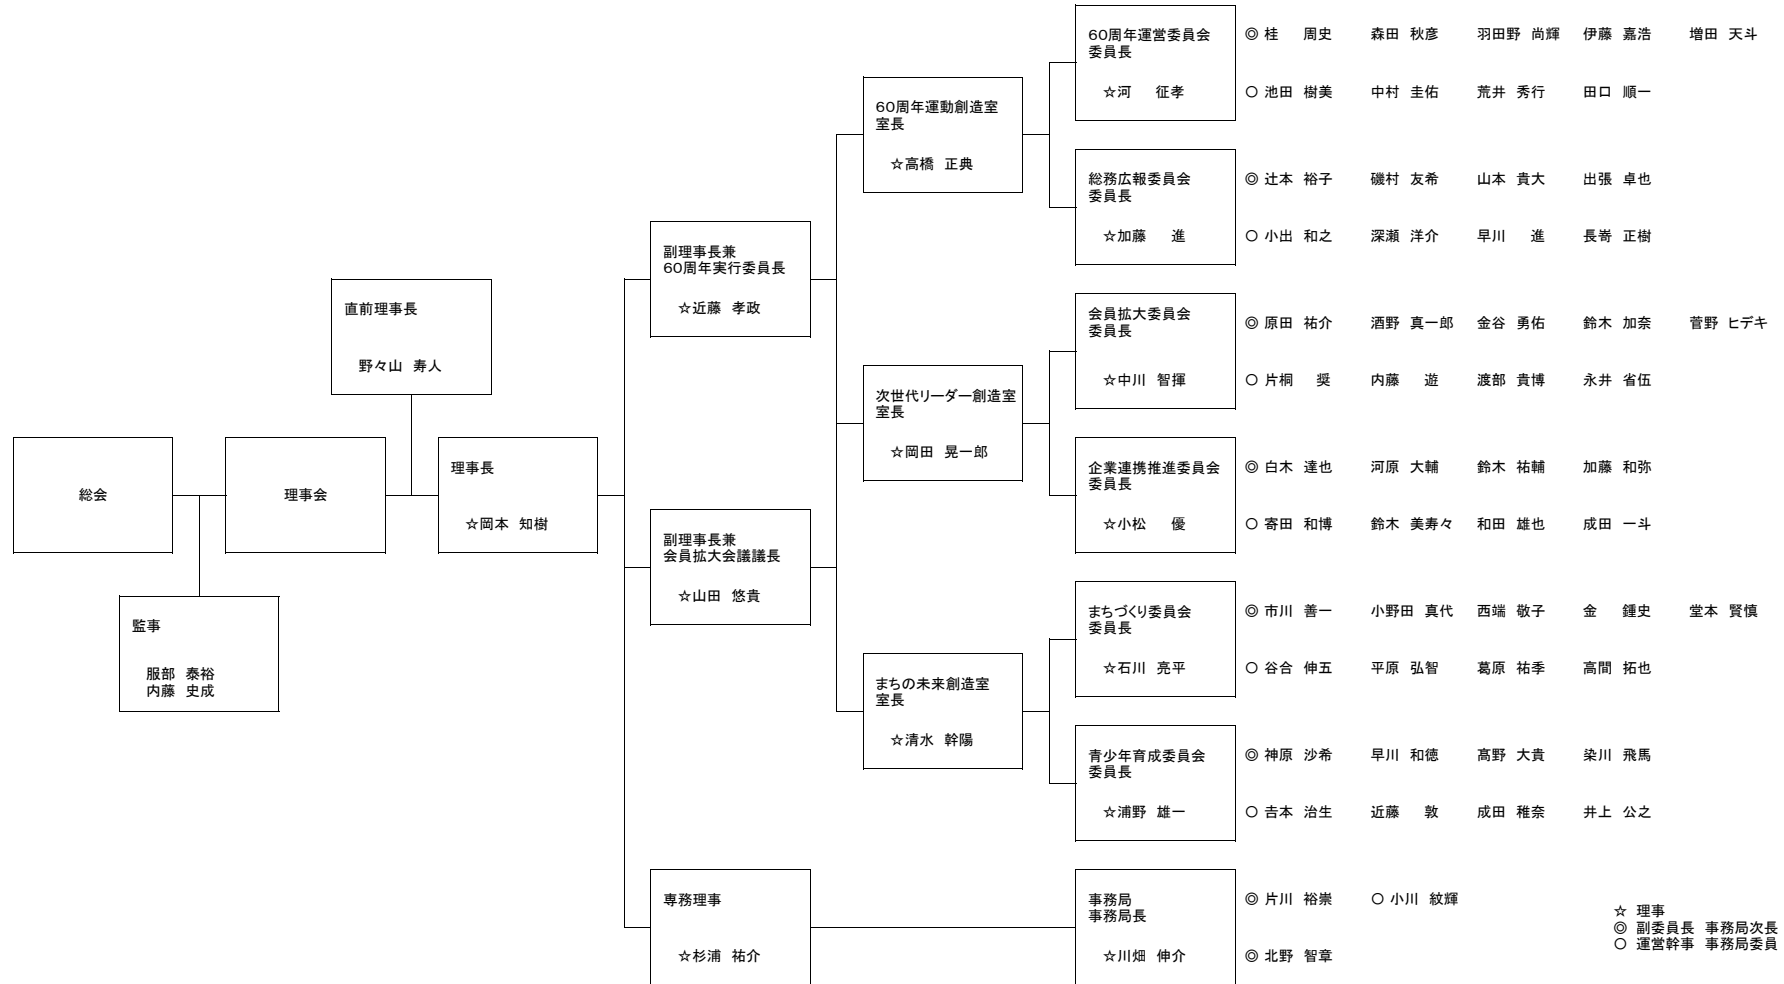 総会
理事会
監事
服部 泰裕
内藤 史成
直前理事長
野々山 寿人
理事長
☆岡本 知樹
副理事長兼
60周年実行委員長
☆近藤 孝政
副理事長兼
会員拡大会議議長
☆山田 悠貴
専務理事
☆杉浦 祐介
60周年運動創造室
室長
☆高橋 正典
次世代リーダー創造室
室長
☆岡田 晃一郎
まちの未来創造室
室長
☆清水 幹陽
60周年運営委員会
委員長
☆河 征孝
◎ 桂 周史 森田 秋彦 羽田野 尚輝 伊藤 嘉浩 増田 天斗
○ 池田 樹美 中村 圭佑 荒井 秀行 田口 順一
総務広報委員会
委員長
☆加藤 進
◎ 辻本 裕子 磯村 友希 山本 貴大 出張 卓也
○ 小出 和之 深瀬 洋介 早川 進 長嵜 正樹
会員拡大委員会
委員長
☆中川 智揮
◎ 原田 祐介 酒野 真一郎 金谷 勇佑 鈴木 加奈 菅野 ヒデキ
○ 片桐 奨 内藤 遊 渡部 貴博 永井 省伍
企業連携推進委員会
委員長
☆小松 優
◎ 白木 達也 河原 大輔 鈴木 祐輔 加藤 和弥
○ 寄田 和博 鈴木 美寿々 和田 雄也 成田 一斗
まちづくり委員会
委員長
☆石川 亮平
◎ 市川 善一 小野田 真代 西端 敬子 金 鍾史 堂本 賢慎
○ 谷合 伸五 平原 弘智 葛原 祐季 高間 拓也
青少年育成委員会
委員長
☆浦野 雄一
◎ 神原 沙希 早川 和徳 髙野 大貴 染川 飛馬
○ 𠮷本 治生 近藤 敦 成田 稚奈 井上 公之
事務局
事務局長
☆川畑 伸介
◎ 片川 裕崇 ○ 小川 紋輝
◎ 北野 智章
☆ 理事
◎ 副委員長 事務局次長
○ 運営幹事 事務局委員